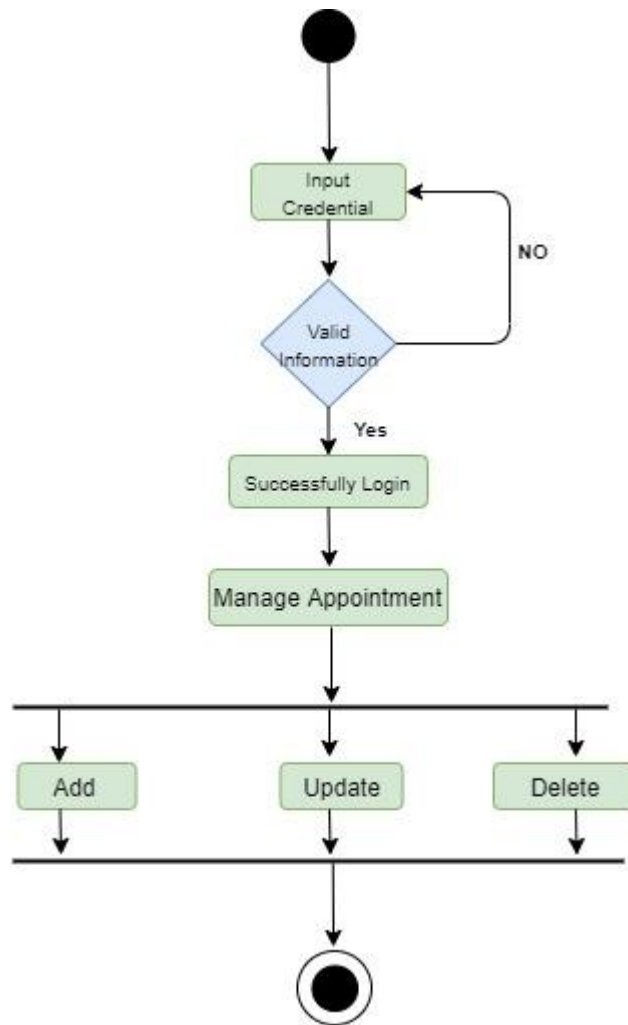 Input
Credential
NO
Valid
Information
Yes
Successfully Login
Manage Appointment
Add
Update
Delete